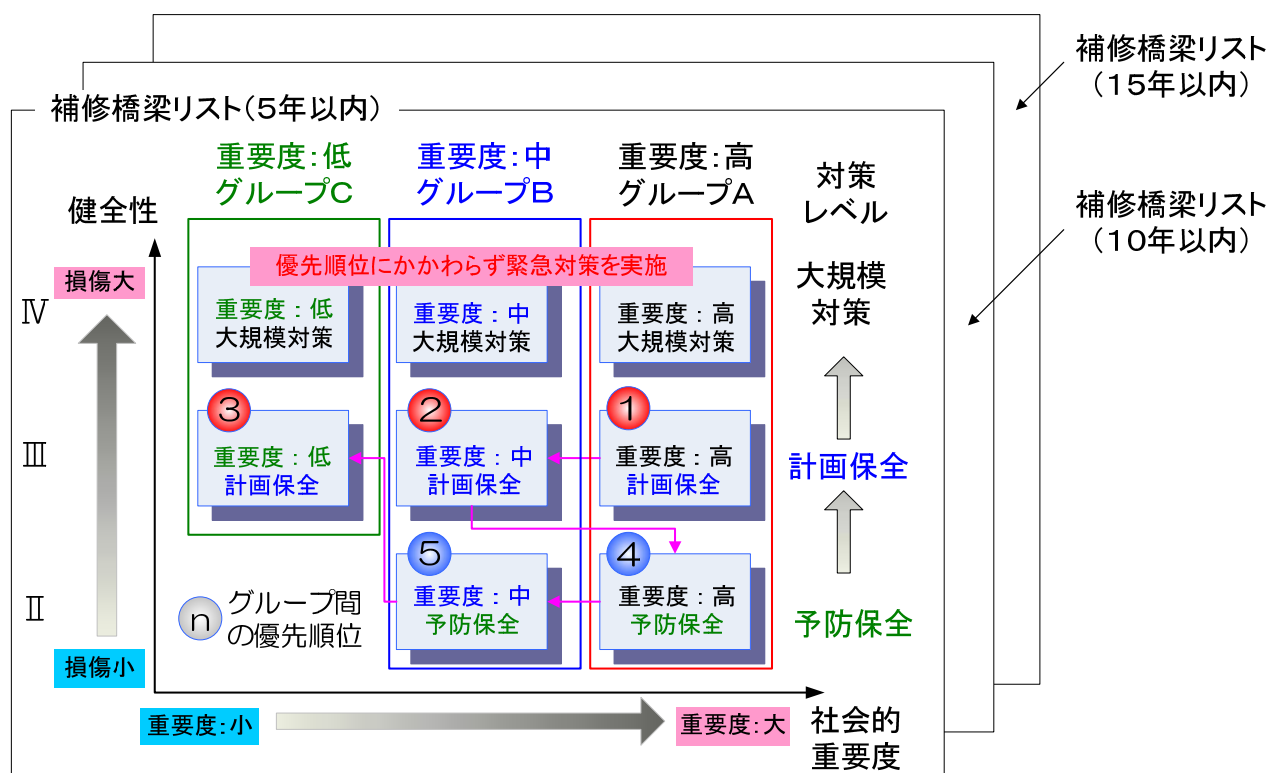 補修橋梁リスト
（15年以内）
補修橋梁リスト
（10年以内）
補修橋梁リスト（5年以内）
重要度：低
グループC
重要度：中
グループB
重要度：高
グループA
対策
レベル
健全性
優先順位にかかわらず緊急対策を実施
損傷大
Ⅳ
重要度：低
大規模対策
重要度：中
大規模対策
重要度：高
大規模対策
大規模
対策
Ⅲ
3
重要度：低
計画保全
2
重要度：中
計画保全
1
重要度：高
計画保全
計画保全
Ⅱ
n
グループ間
の優先順位
5
重要度：中
予防保全
4
重要度：高
予防保全
予防保全
損傷小
重要度：小
重要度：大
社会的
重要度